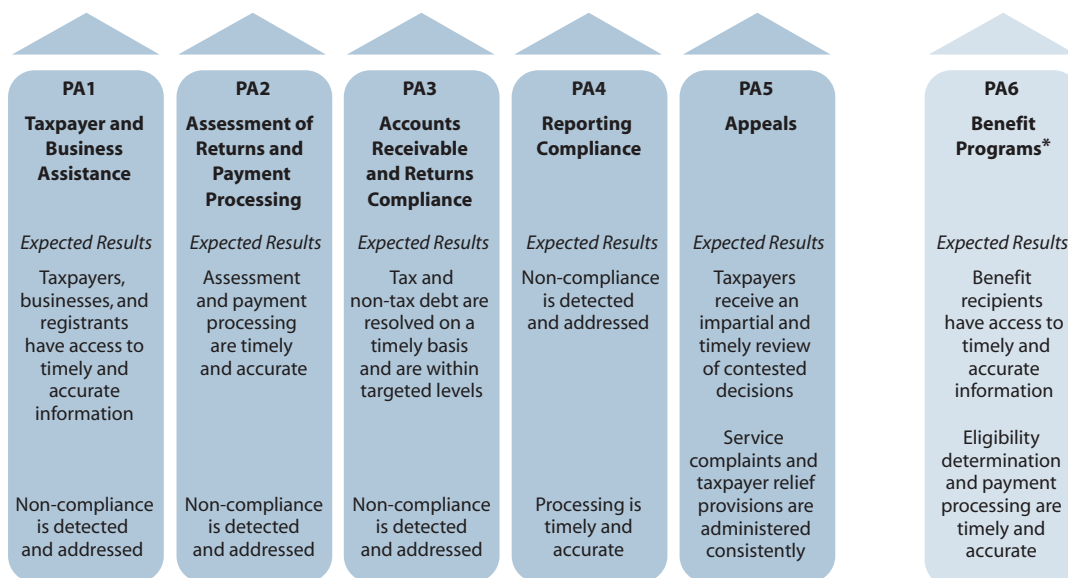 PA1
Taxpayer and
Business
Assistance
Expected Results
Taxpayers,
businesses, and
registrants
have access to
timely and
accurate
information
Non-compliance
is detected
and addressed
PA2
Assessment of
Returns and
Payment
Processing
Expected Results
Assessment
and payment
processing
are timely
and accurate
Non-compliance
is detected
and addressed
PA3
Accounts
Receivable
and Returns
Compliance
Expected Results
Tax and
non-tax debt are
resolved on a
timely basis
and are within
targeted levels
Non-compliance
is detected
and addressed
PA4
Reporting
Compliance
Expected Results
Non-compliance
is detected
and addressed
Processing is
timely and
accurate
PA5
Appeals
Expected Results
Taxpayers
receive an
impartial and
timely review
of contested
decisions
Service
complaints and
taxpayer relief
provisions are
administered
consistently
PA6
Benefit
Programs*
Expected Results
Benefit
recipients
have access to
timely and
accurate
information
Eligibility
determination
and payment
processing are
timely and
accurate